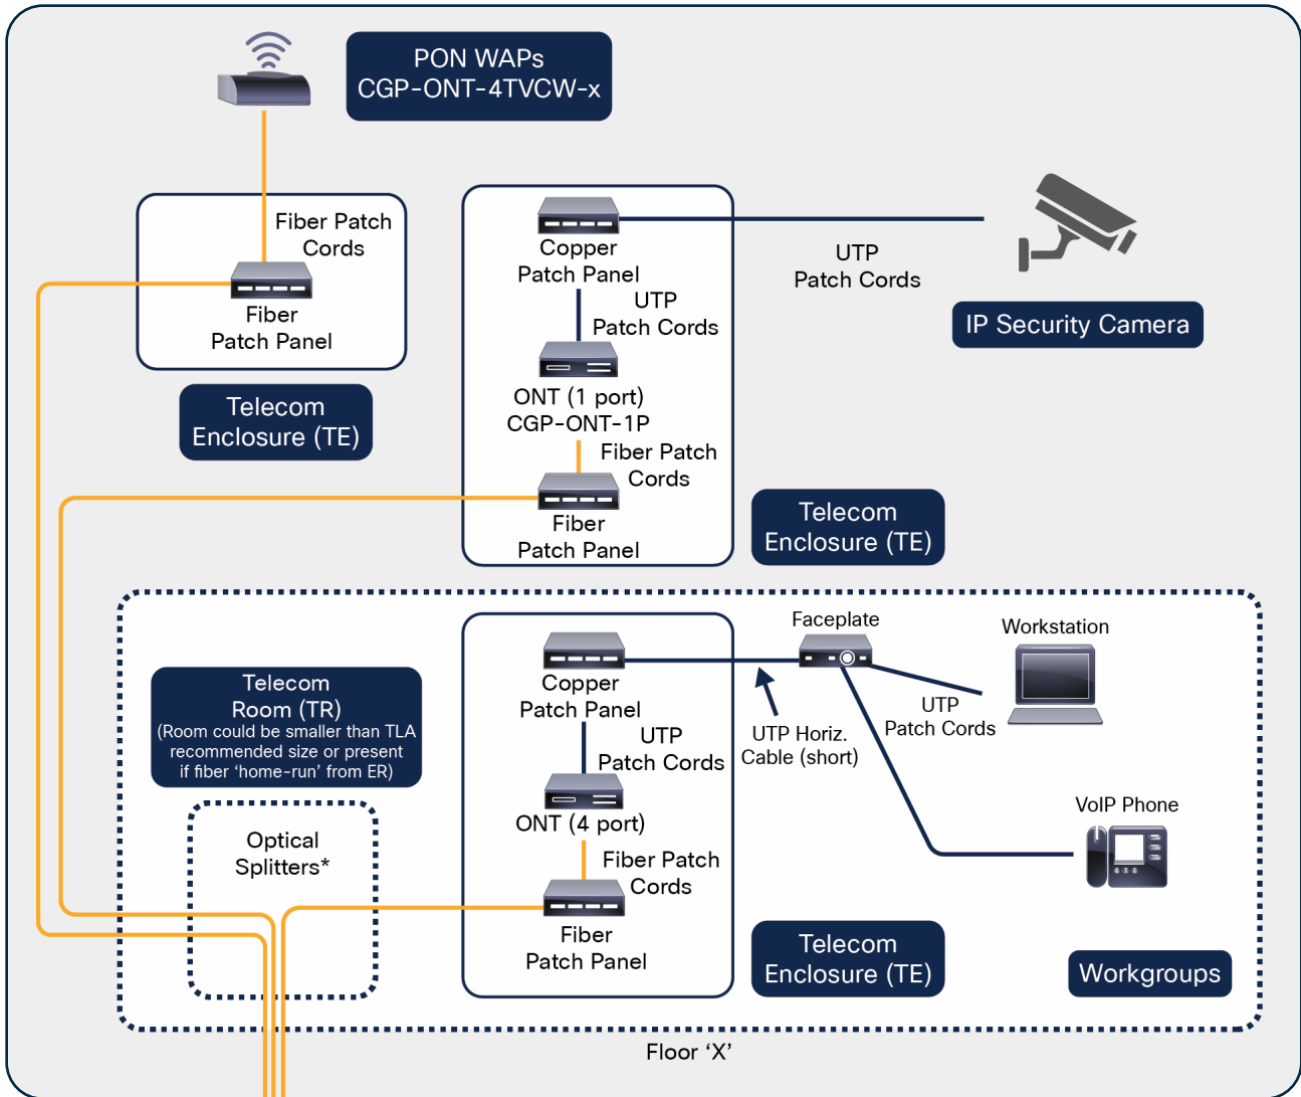 PON WAPs
CGP-ONT-4TVCW-x
Fiber Patch
Cords
Fiber
Patch Panel
Telecom
Enclosure (TE)
Copper
Patch Panel
UTP
Patch Cords
ONT (1 port)
CGP-ONT-1P
Fiber Patch
Cords
Fiber
Patch Panel
UTP
Patch Cords
IP Security Camera
Telecom
Enclosure (TE)
Telecom
Room (TR)
(Room could be smaller than TLA
recommended size or present
if fiber ‘home-run’ from ER)
Optical
Splitters*
Copper
Patch Panel
UTP
Patch Cords
ONT (4 port)
Fiber Patch
Cords
Fiber
Patch Panel
Faceplate
UTP Horiz.
Cable (short)
UTP
Patch Cords
Workstation
VoIP Phone
Telecom
Enclosure (TE)
Workgroups
Floor ‘X’